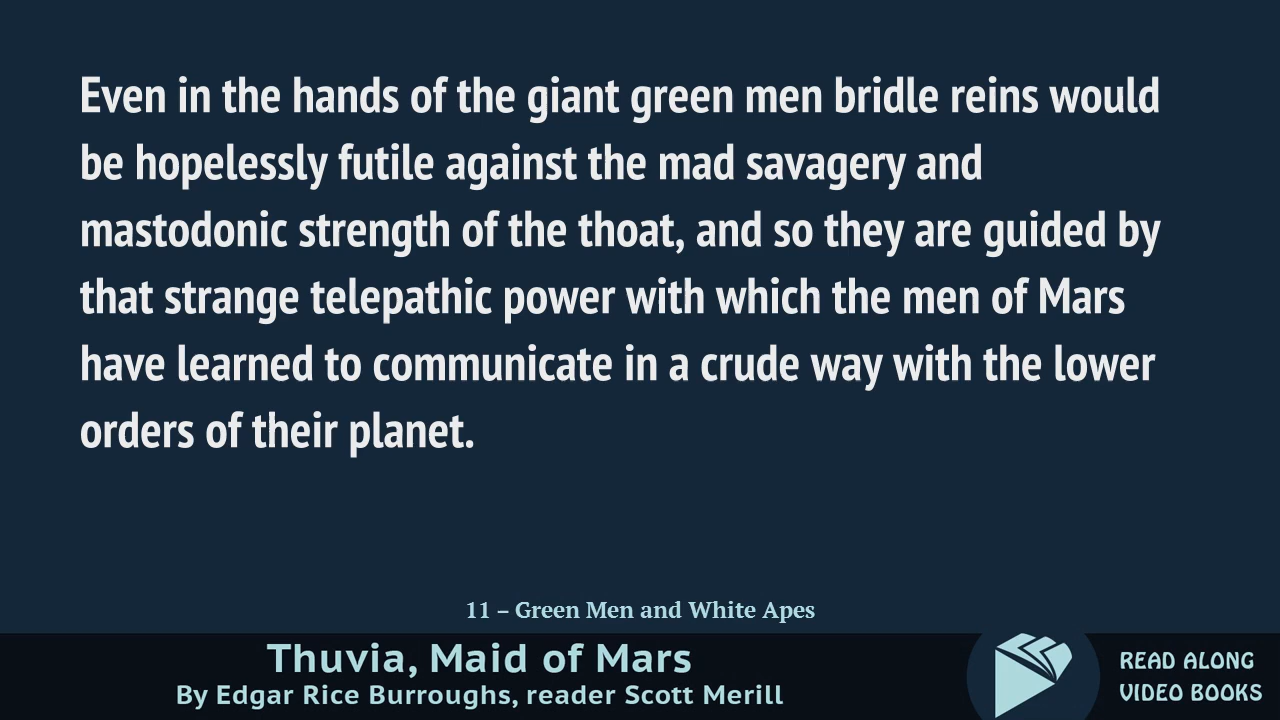 Even in the hands of the giant green men bridle reins would
be hopelessly futile against the mad savagery and
mastodonic strength of the thoat, and so they are guided by
that strange telepathic power with which the men of Mars
have learned to communicate in a crude way with the lower
orders of their planet.
11 – Green Men and White Apes
Thuvia, Maid of Mars
By Edgar Rice Burroughs, reader Scott Merill
READ ALONG
VIDEO BOOKS